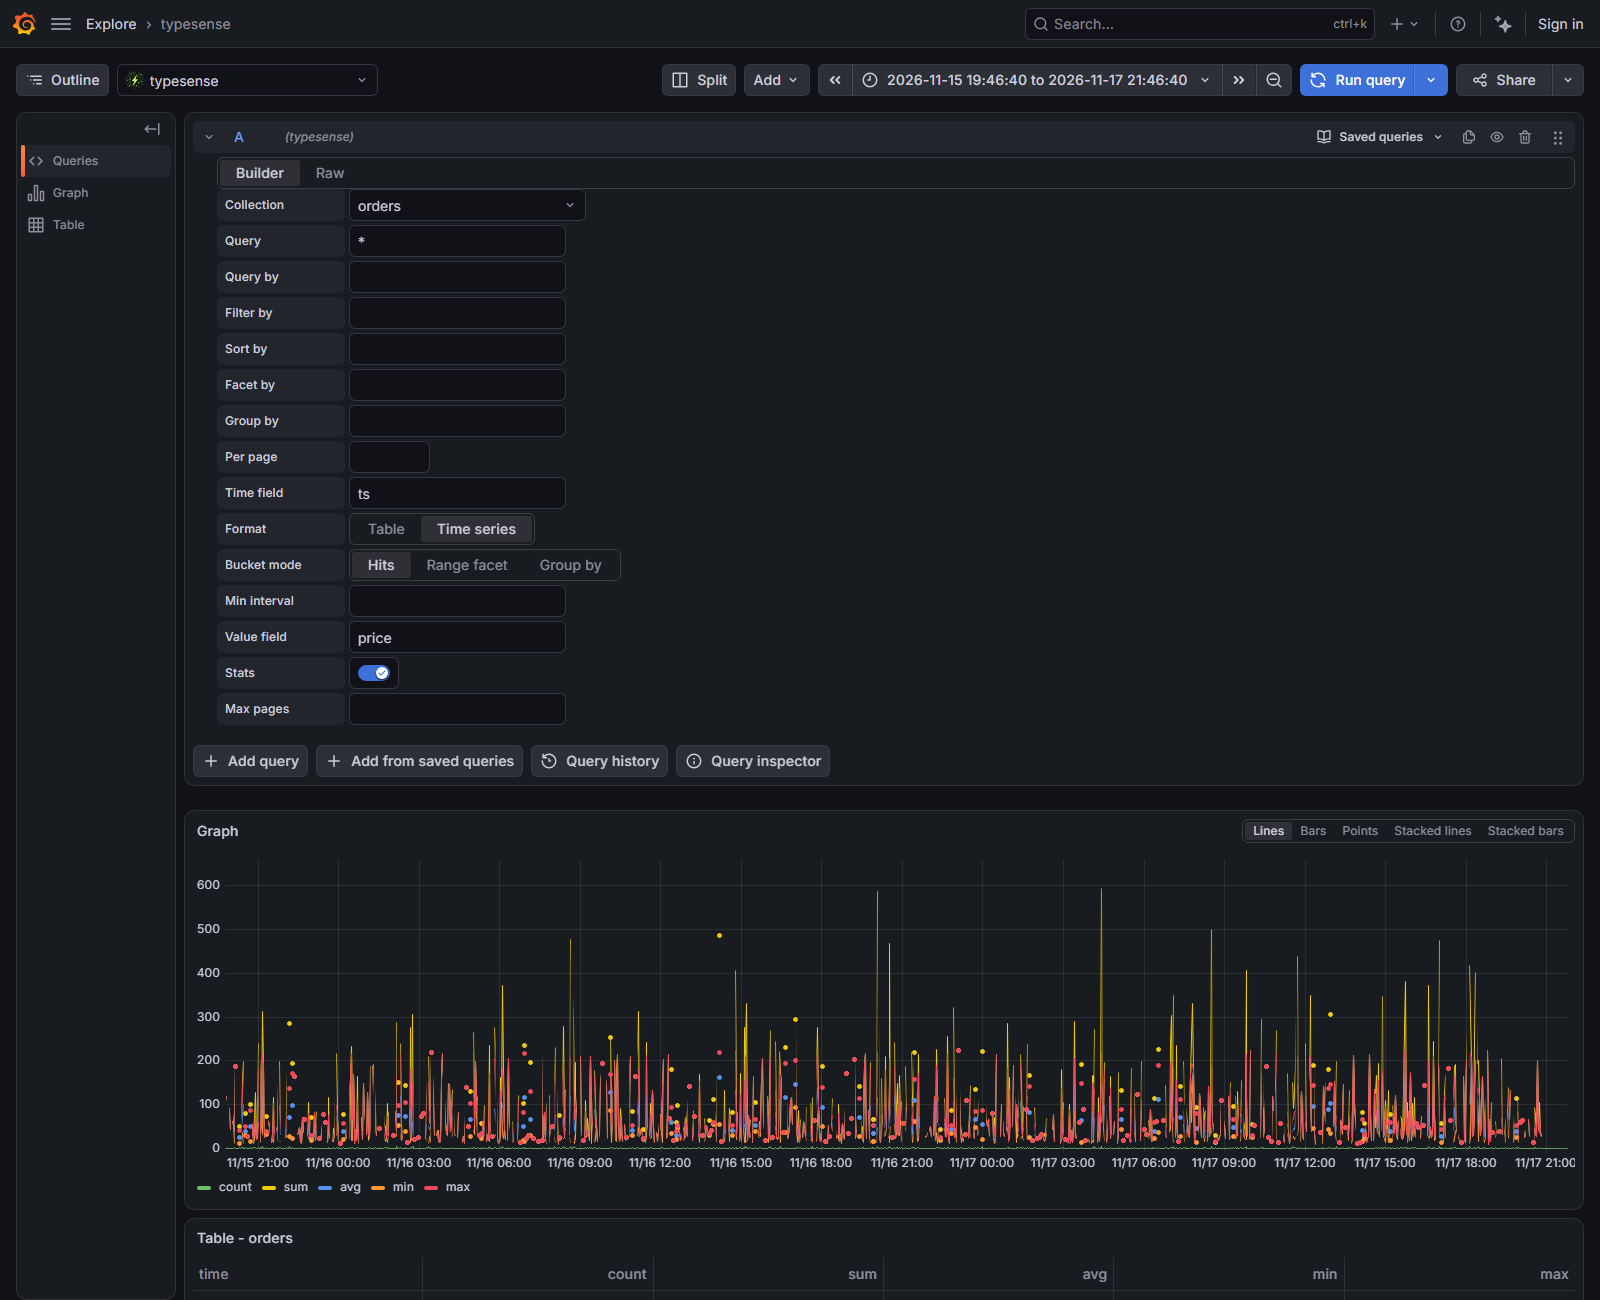 Explore › typesense
Search... ctrl+k
Sign in
Outline
typesense
Split
Add
2026-11-15 19:46:40 to 2026-11-17 21:46:40
Run query
Share
Queries
Graph
Table
A (typesense)
Saved queries
Builder Raw
Collection orders
Query *
Query by
Filter by
Sort by
Facet by
Group by
Per page
Time field ts
Format Table Time series
Bucket mode Hits Range facet Group by
Min interval
Value field price
Stats
Max pages
Add query Add from saved queries Query history Query inspector
Graph
Lines Bars Points Stacked lines Stacked bars
600
500
400
300
200
100
0
11/15 21:00 11/16 00:00 11/16 03:00 11/16 06:00 11/16 09:00 11/16 12:00 11/16 15:00 11/16 18:00 11/16 21:00 11/17 00:00 11/17 03:00 11/17 06:00 11/17 09:00 11/17 12:00 11/17 15:00 11/17 18:00 11/17 21:00
count sum avg min max
Table - orders
time count sum avg min max